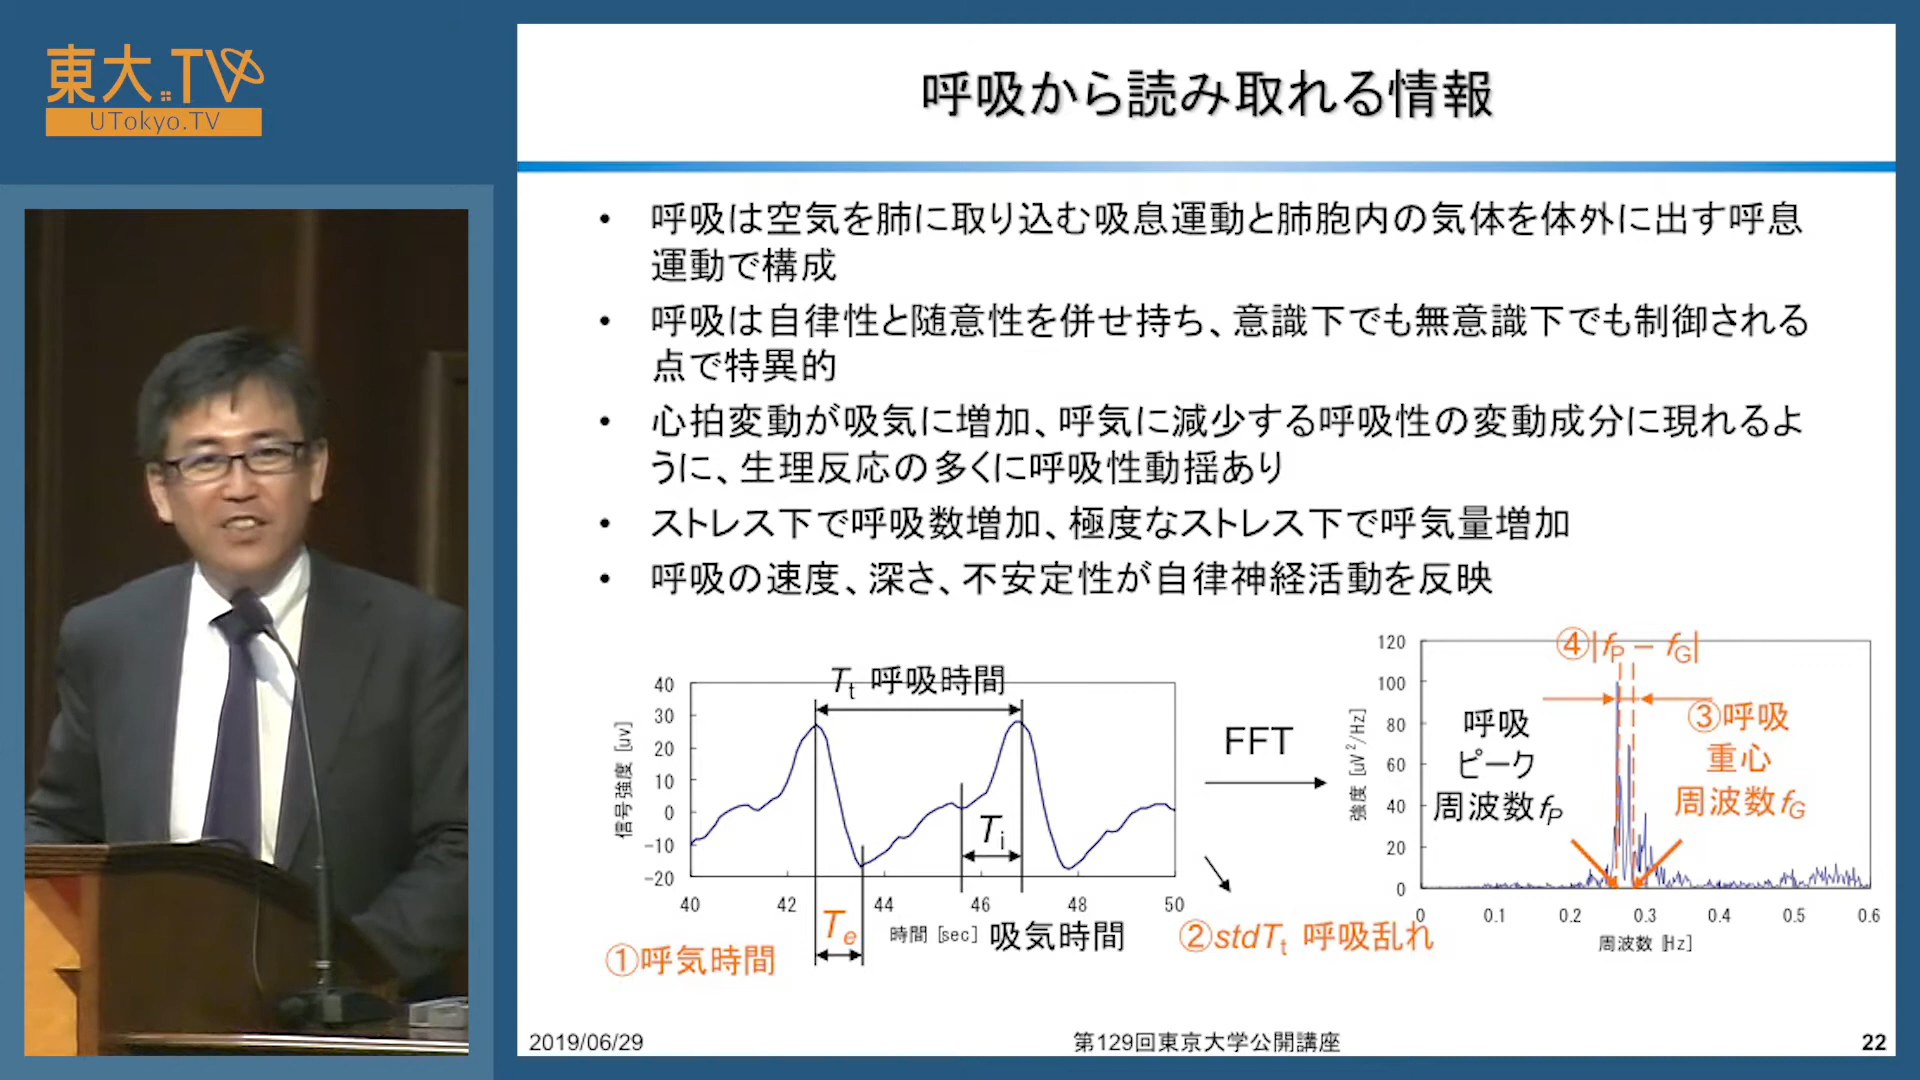 東大.TV
UTokyo.TV
呼吸から読み取れる情報
• 呼吸は空気を肺に取り込む吸息運動と肺胞内の気体を体外に出す呼息
運動で構成
• 呼吸は自律性と随意性を併せ持ち、意識下でも無意識下でも制御される
点で特異的
• 心拍変動が吸気に増加、呼気に減少する呼吸性の変動成分に現れるよ
うに、生理反応の多くに呼吸性動揺あり
• ストレス下で呼吸数増加、極度なストレス下で呼気量増加
• 呼吸の速度、深さ、不安定性が自律神経活動を反映
Tt 呼吸時間
信号強度 [uv]
40
30
20
10
0
-10
-20
40 42 44 46 48 50
時間 [sec]
Ti
吸気時間
Te
①呼気時間
FFT
②stdTt 呼吸乱れ
④|fP − fG|
強度 [uV²/Hz]
120
100
80
60
40
20
0
呼吸
ピーク
周波数fP
③呼吸
重心
周波数fG
0 0.1 0.2 0.3 0.4 0.5 0.6
周波数 [Hz]
2019/06/29
第129回東京大学公開講座
22